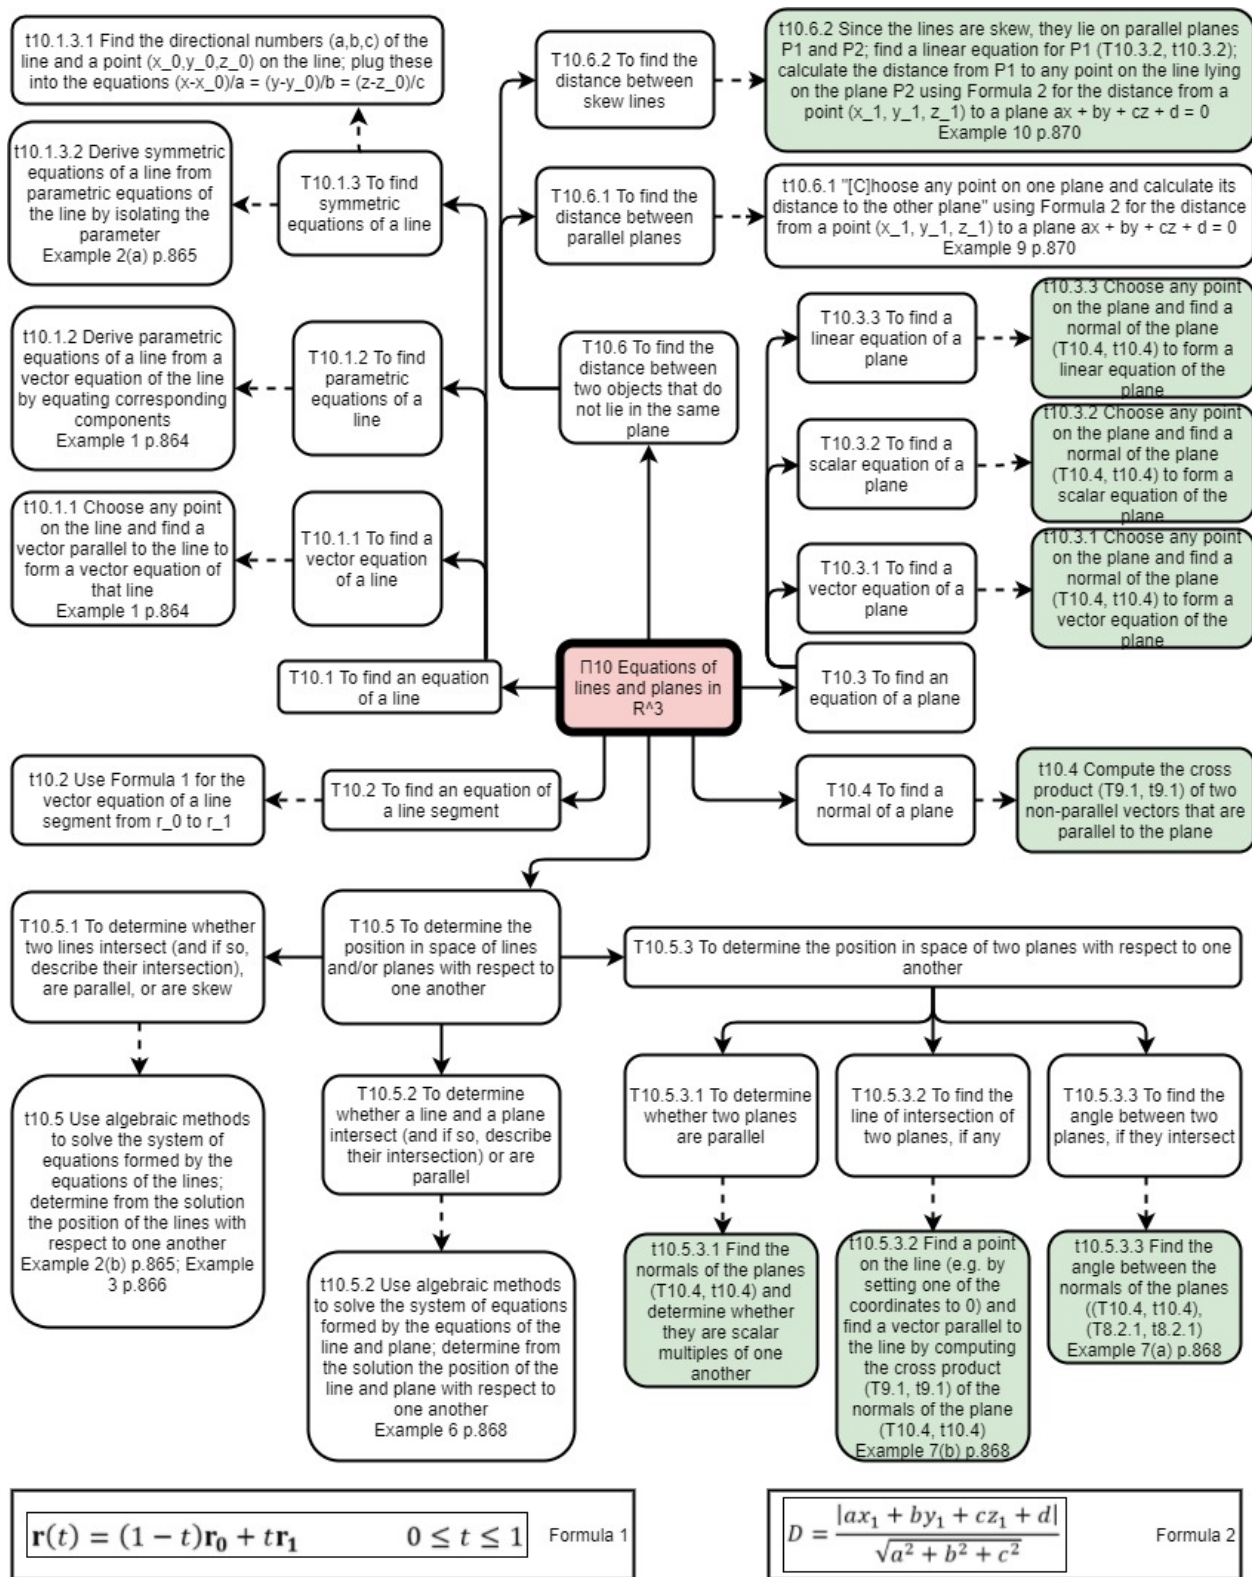 t10.1.3.1 Find the directional numbers (a,b,c) of the
line and a point (x_0,y_0,z_0) on the line; plug these
into the equations (x-x_0)/a = (y-y_0)/b = (z-z_0)/c
T10.6.2 To find the
distance between
skew lines
t10.6.2 Since the lines are skew, they lie on parallel planes
P1 and P2; find a linear equation for P1 (T10.3.2, t10.3.2);
calculate the distance from P1 to any point on the line lying
on the plane P2 using Formula 2 for the distance from a
point (x_1, y_1, z_1) to a plane ax + by + cz + d = 0
Example 10 p.870
t10.1.3.2 Derive symmetric
equations of a line from
parametric equations of
the line by isolating the
parameter
Example 2(a) p.865
T10.1.3 To find
symmetric
equations of a line
T10.6.1 To find the
distance between
parallel planes
t10.6.1 "[C]hoose any point on one plane and calculate its
distance to the other plane" using Formula 2 for the distance
from a point (x_1, y_1, z_1) to a plane ax + by + cz + d = 0
Example 9 p.870
t10.1.2 Derive parametric
equations of a line from a
vector equation of the line
by equating corresponding
components
Example 1 p.864
T10.1.2 To find
parametric
equations of a
line
T10.6 To find the
distance between
two objects that do
not lie in the same
plane
T10.3.3 To find a
linear equation of a
plane
t10.3.3 Choose any point
on the plane and find a
normal of the plane
(T10.4, t10.4) to form a
linear equation of the
plane
T10.3.2 To find a
scalar equation of a
plane
t10.3.2 Choose any point
on the plane and find a
normal of the plane
(T10.4, t10.4) to form a
scalar equation of the
plane
t10.1.1 Choose any point
on the line and find a
vector parallel to the line to
form a vector equation of
that line
Example 1 p.864
T10.1.1 To find a
vector equation
of a line
T10.3.1 To find a
vector equation of a
plane
t10.3.1 Choose any point
on the plane and find a
normal of the plane
(T10.4, t10.4) to form a
vector equation of the
plane
T10.1 To find an equation
of a line
Π10 Equations of
lines and planes in
R^3
T10.3 To find an
equation of a plane
t10.2 Use Formula 1 for the
vector equation of a line
segment from r_0 to r_1
T10.2 To find an equation of
a line segment
T10.4 To find a
normal of a plane
t10.4 Compute the cross
product (T9.1, t9.1) of two
non-parallel vectors that are
parallel to the plane
T10.5.1 To determine whether
two lines intersect (and if so,
describe their intersection),
are parallel, or are skew
T10.5 To determine the
position in space of lines
and/or planes with respect to
one another
T10.5.3 To determine the position in space of two planes with respect to one
another
t10.5 Use algebraic methods
to solve the system of
equations formed by the
equations of the lines;
determine from the solution
the position of the lines with
respect to one another
Example 2(b) p.865; Example
3 p.866
T10.5.2 To determine
whether a line and a plane
intersect (and if so, describe
their intersection) or are
parallel
T10.5.3.1 To determine
whether two planes
are parallel
T10.5.3.2 To find the
line of intersection of
two planes, if any
T10.5.3.3 To find the
angle between two
planes, if they intersect
t10.5.2 Use algebraic methods
to solve the system of equations
formed by the equations of the
line and plane; determine from
the solution the position of the
line and plane with respect to
one another
Example 6 p.868
t10.5.3.1 Find the
normals of the planes
(T10.4, t10.4) and
determine whether
they are scalar
multiples of one
another
t10.5.3.2 Find a point
on the line (e.g. by
setting one of the
coordinates to 0) and
find a vector parallel to
the line by computing
the cross product
(T9.1, t9.1) of the
normals of the plane
(T10.4, t10.4)
Example 7(b) p.868
t10.5.3.3 Find the
angle between the
normals of the planes
((T10.4, t10.4),
(T8.2.1, t8.2.1)
Example 7(a) p.868
r(t) = (1 − t)r₀ + tr₁ 0 ≤ t ≤ 1 Formula 1
D = |ax₁ + by₁ + cz₁ + d| / √(a² + b² + c²) Formula 2